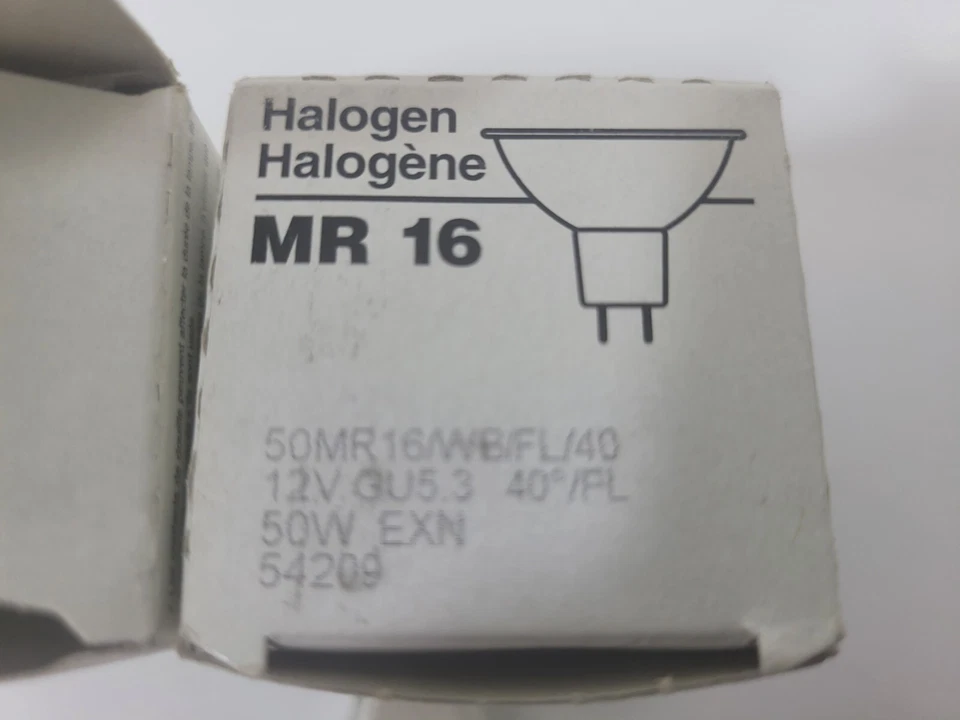 Halogen
Halogène
MR 16
50MR16/WB/FL/40
12V GU5.3 40°/FL
50W EXN
54209